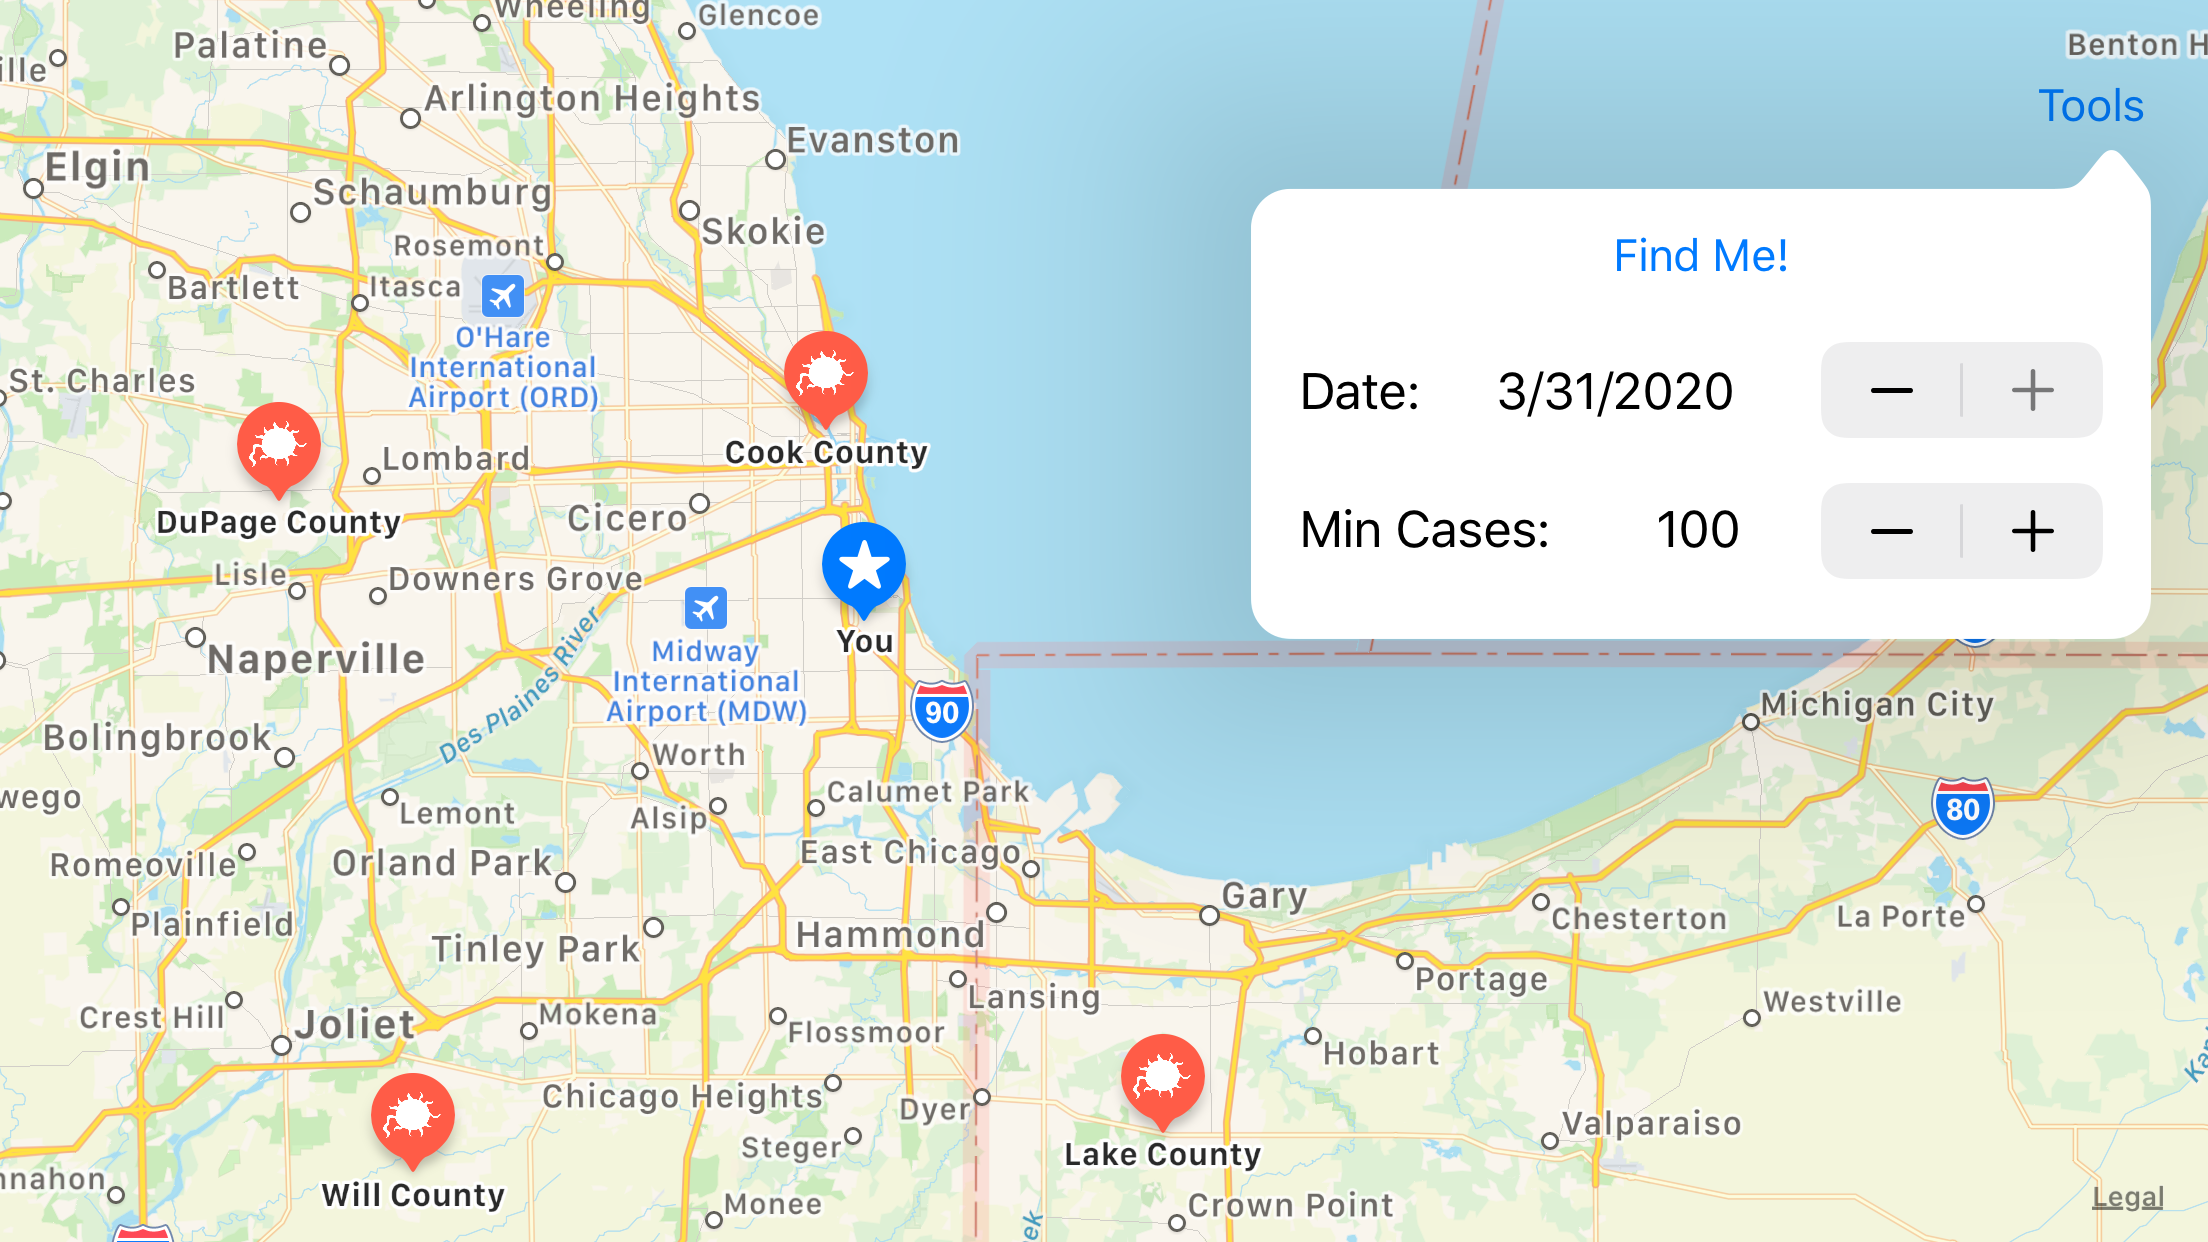 Wheeling
Glencoe
Palatine
Benton H
ille
Arlington Heights
Tools
Evanston
Elgin
Schaumburg
Skokie
Rosemont
Find Me!
Bartlett
Itasca
O'Hare
International
Airport (ORD)
St. Charles
Date: 3/31/2020 − +
Cook County
Lombard
DuPage County
Cicero
Min Cases: 100 − +
Lisle
Downers Grove
You
Midway
International
Airport (MDW)
Naperville
Des Plaines River
90
Michigan City
Bolingbrook
Worth
wego
Lemont
Alsip
Calumet Park
80
Romeoville
Orland Park
East Chicago
Gary
Plainfield
Tinley Park
Hammond
Chesterton
La Porte
Portage
Lansing
Westville
Crest Hill
Joliet
Mokena
Flossmoor
Hobart
Kan
Chicago Heights
Dyer
Valparaiso
Steger
Lake County
nnahon
Will County
Monee
Crown Point
Legal
ek